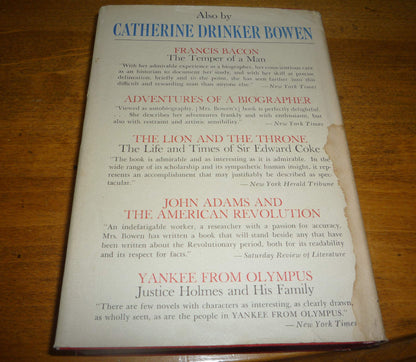 Also by
CATHERINE DRINKER BOWEN
FRANCIS BACON
The Temper of a Man
"With her admirable experience as a biographer, her conscientious care
as an historian to document her study, and with her skill at precise
delineation, briefly and to the point, she has seen farther into this
difficult and rewarding man than anyone else." — New York Times
ADVENTURES OF A BIOGRAPHER
"Viewed as autobiography, [Mrs. Bowen's] book is perfectly delightful.
. . . She describes her adventures frankly and with enthusiasm, but
also with restraint and artistic sensibility." — New York Times
THE LION AND THE THRONE
The Life and Times of Sir Edward Coke
"The book is admirable and as interesting as it is admirable. In the
wide range of its scholarship and its sympathetic human insight, it rep-
resents an accomplishment that may justifiably be described as spec-
tacular." — New York Herald Tribune
JOHN ADAMS AND
THE AMERICAN REVOLUTION
"An indefatigable worker, a researcher with a passion for accuracy,
Mrs. Bowen has written a book that will stand beside any that have
been written about the Revolutionary period, both for its readability
and its respect for facts." — Saturday Review of Literature
YANKEE FROM OLYMPUS
Justice Holmes and His Family
"There are few novels with characters as interesting, as clearly drawn,
as wholly seen, as are the people in YANKEE FROM OLYMPUS."
— New York Times